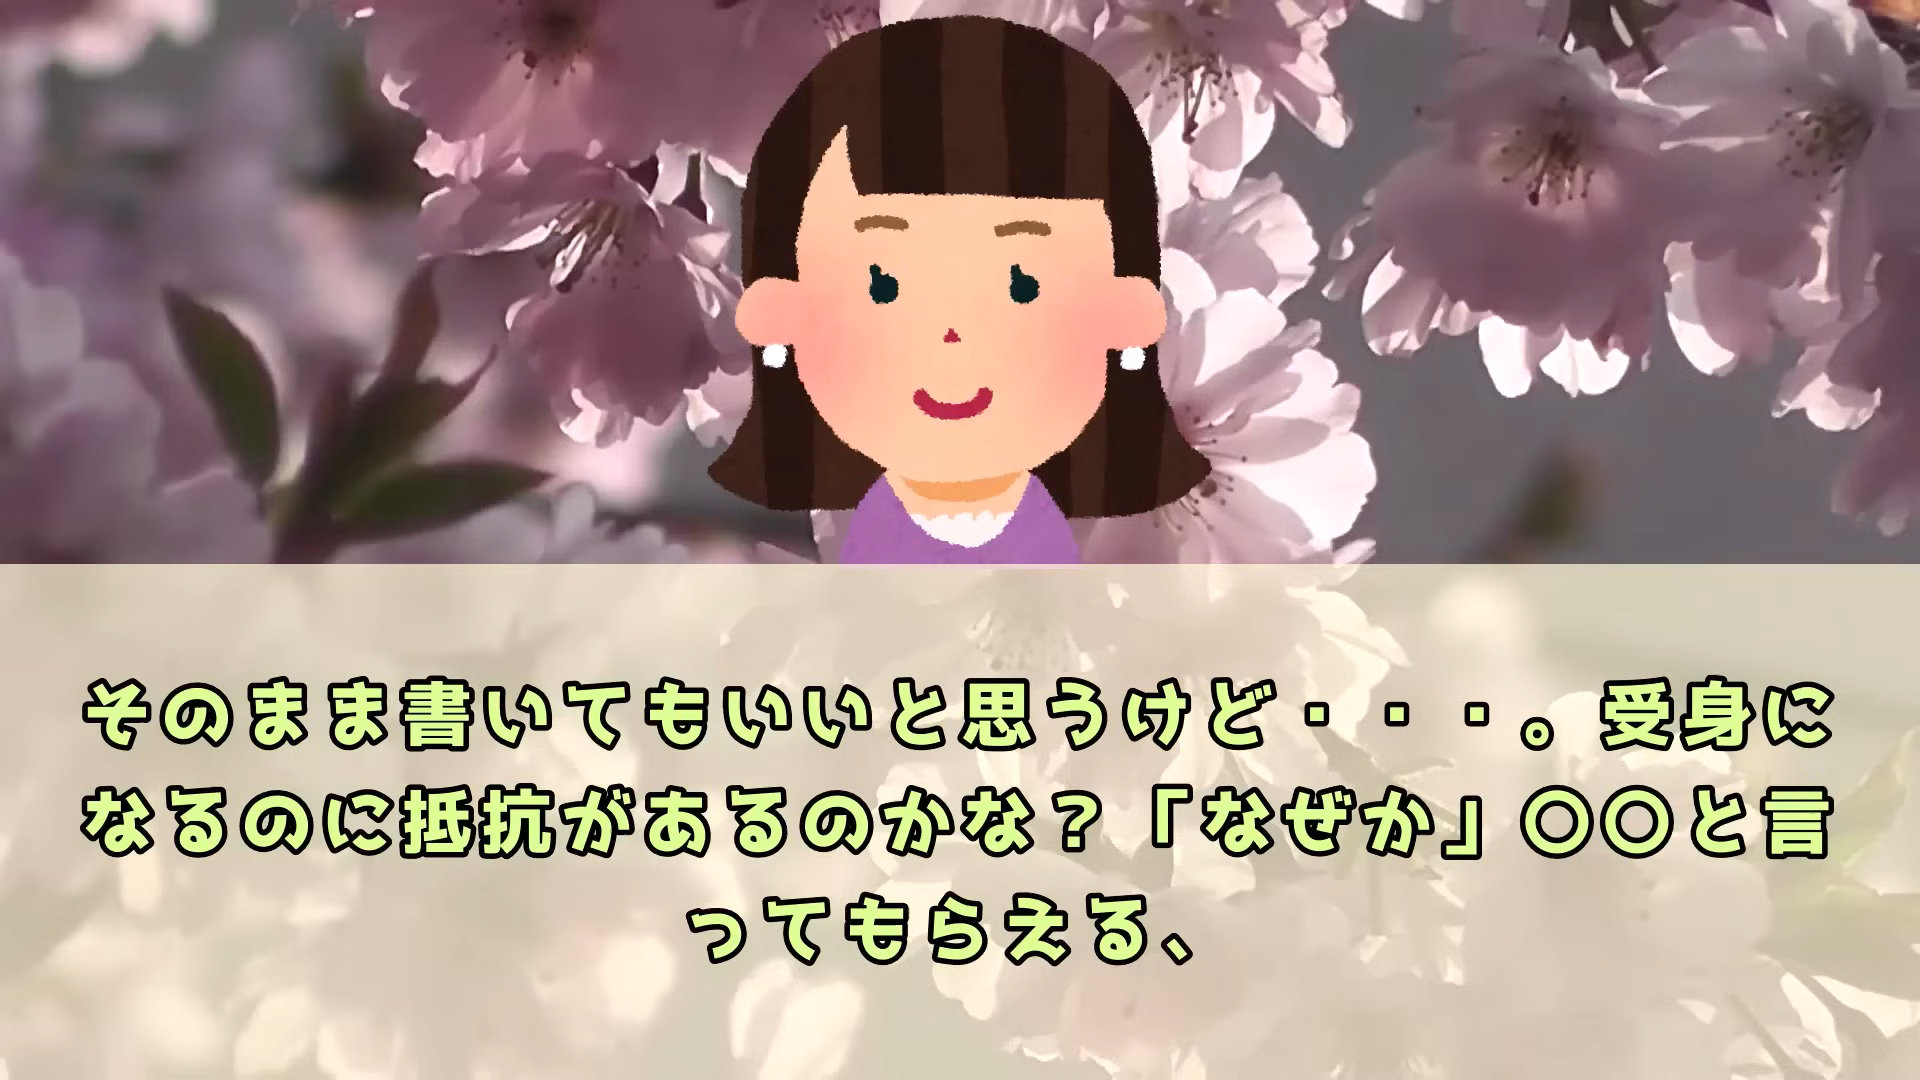 そのまま書いてもいいと思うけど・・・。受身に
なるのに抵抗があるのかな？「なぜか」〇〇と言
ってもらえる、